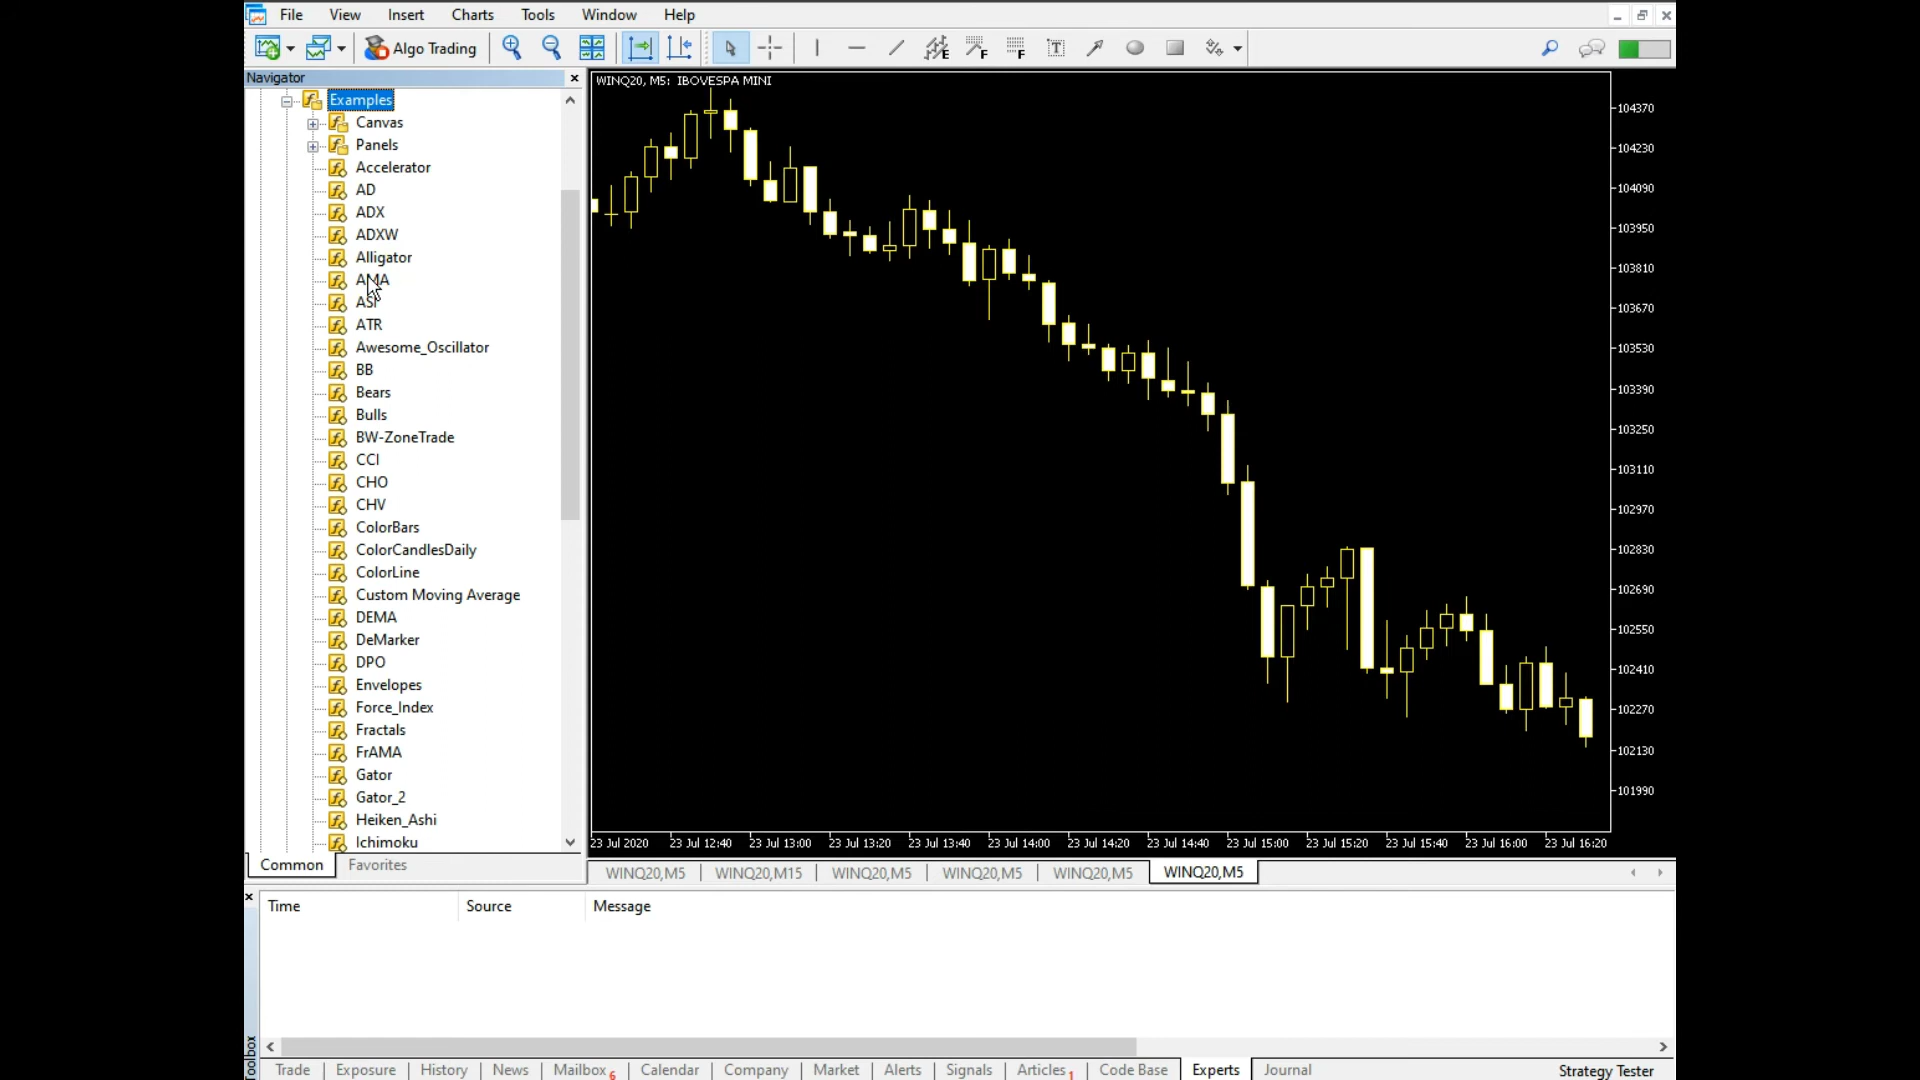 File View Insert Charts Tools Window Help
Algo Trading
Navigator
Examples
Canvas
Panels
Accelerator
AD
ADX
ADXW
Alligator
AMA
ASI
ATR
Awesome_Oscillator
BB
Bears
Bulls
BW-ZoneTrade
CCI
CHO
CHV
ColorBars
ColorCandlesDaily
ColorLine
Custom Moving Average
DEMA
DeMarker
DPO
Envelopes
Force_Index
Fractals
FrAMA
Gator
Gator_2
Heiken_Ashi
Ichimoku
Common Favorites
WINQ20, M5: IBOVESPA MINI
104370
104230
104090
103950
103810
103670
103530
103390
103250
103110
102970
102830
102690
102550
102410
102270
102130
101990
23 Jul 2020 23 Jul 12:40 23 Jul 13:00 23 Jul 13:20 23 Jul 13:40 23 Jul 14:00 23 Jul 14:20 23 Jul 14:40 23 Jul 15:00 23 Jul 15:20 23 Jul 15:40 23 Jul 16:00 23 Jul 16:20
WINQ20,M5 WINQ20,M15 WINQ20,M5 WINQ20,M5 WINQ20,M5 WINQ20,M5
Time Source Message
Toolbox
Trade Exposure History News Mailbox 6 Calendar Company Market Alerts Signals Articles 1 Code Base Experts Journal Strategy Tester